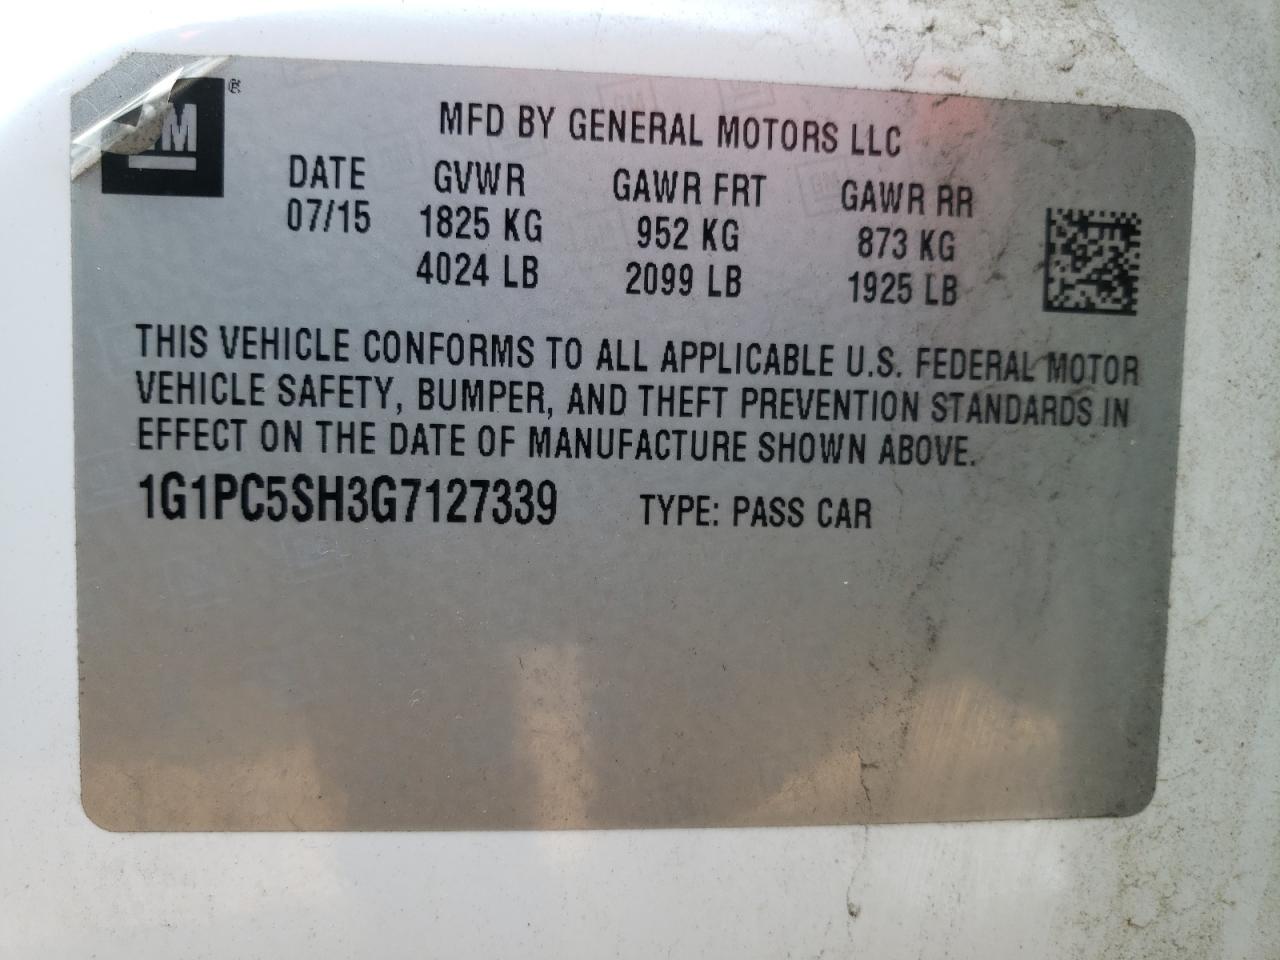 GM ®
MFD BY GENERAL MOTORS LLC
DATE GVWR GAWR FRT GAWR RR
07/15 1825 KG 952 KG 873 KG
4024 LB 2099 LB 1925 LB
THIS VEHICLE CONFORMS TO ALL APPLICABLE U.S. FEDERAL MOTOR
VEHICLE SAFETY, BUMPER, AND THEFT PREVENTION STANDARDS IN
EFFECT ON THE DATE OF MANUFACTURE SHOWN ABOVE.
1G1PC5SH3G7127339 TYPE: PASS CAR